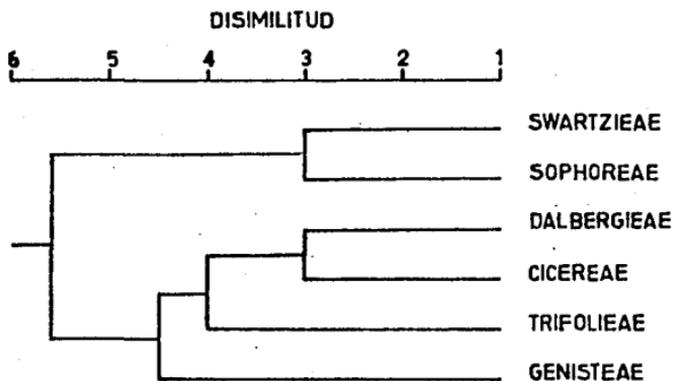 DISIMILITUD
6 5 4 3 2 1
SWARTZIEAE
SOPHOREAE
DALBERGIEAE
CICEREAE
TRIFOLIEAE
GENISTEAE